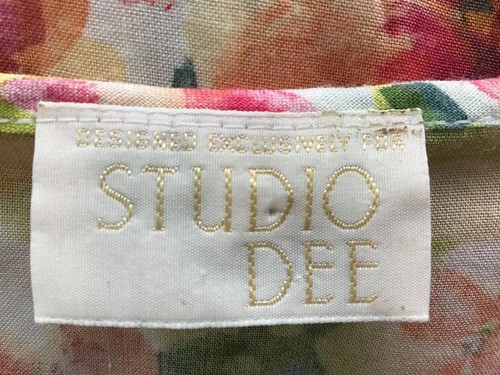 DESIGNED EXCLUSIVELY FOR
STUDIO
DEE